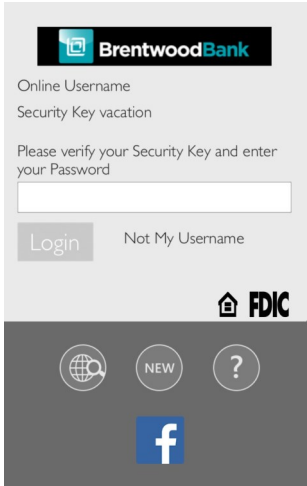 BrentwoodBank
Online Username
Security Key vacation
Please verify your Security Key and enter
your Password
Login Not My Username
FDIC
NEW ?
f